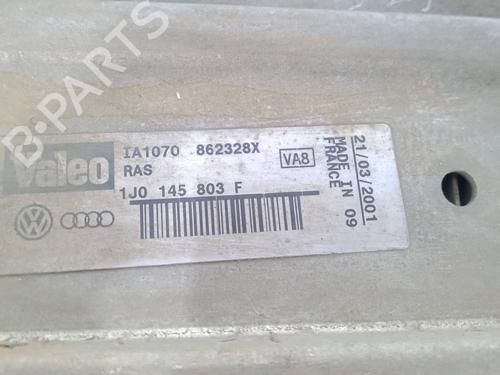 B-PARTS
Valeo
IA1070 862328X
RAS
VA8
1J0 145 803 F
21/03/2001
MADE IN 09
FRANCE